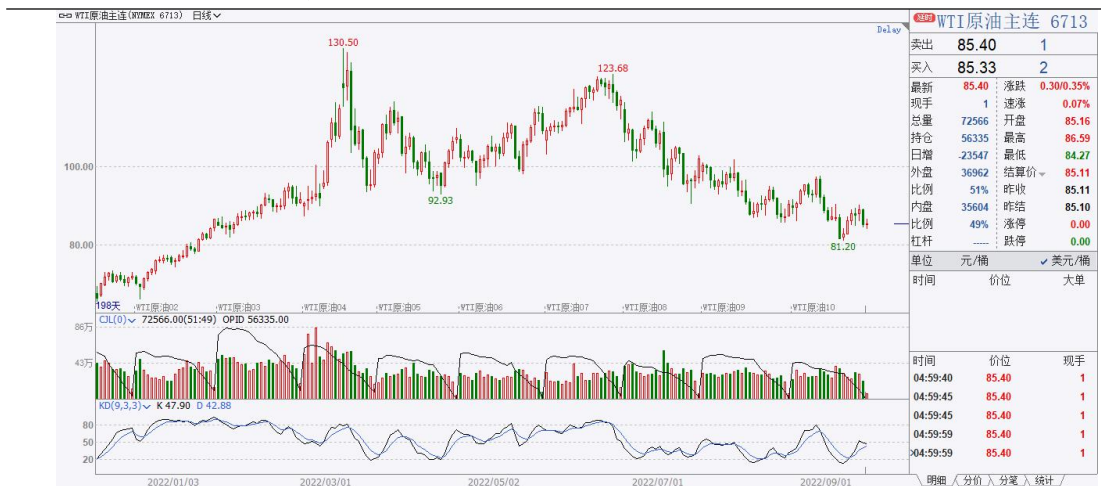 WTI原油主连(NYMEX 6713) 日线
Delay
130.50
123.68
100.00
92.93
80.00
81.20
198天
WTI原油02 WTI原油03 WTI原油04 WTI原油05 WTI原油06 WTI原油07 WTI原油08 WTI原油09 WTI原油10
CJL(0) 72566.00(51:49) OPID 56335.00
86万
43万
KD(9,3,3) K 47.90 D 42.88
80
50
20
2022/01/03 2022/03/01 2022/05/02 2022/07/01 2022/09/01
延时 WTI原油主连 6713
卖出 85.40 1
买入 85.33 2
最新 85.40 涨跌 0.30/0.35%
现手 1 速涨 0.07%
总量 72566 开盘 85.16
持仓 56335 最高 86.59
日增 -23547 最低 84.27
外盘 36962 结算价 85.11
比例 51% 昨收 85.11
内盘 35604 昨结 85.10
比例 49% 涨停 0.00
杠杆 ----- 跌停 0.00
单位 元/桶 ✓美元/桶
时间 价位 大单
时间 价位 现手
04:59:40 85.40 1
04:59:45 85.40 1
04:59:45 85.40 1
04:59:59 85.40 1
>04:59:59 85.40 1
明细 分价 分笔 统计